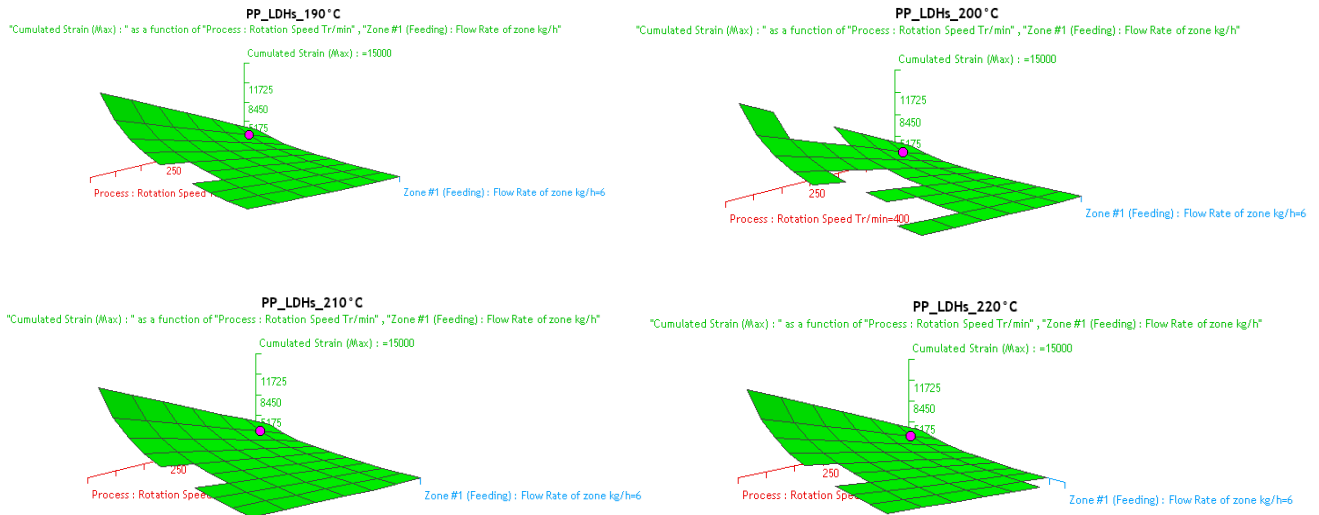 PP_LDHs_190°C
"Cumulated Strain (Max) : " as a function of "Process : Rotation Speed Tr/min" , "Zone #1 (Feeding) : Flow Rate of zone kg/h"
Cumulated Strain (Max) : =15000
11725
8450
5175
250
Process : Rotation Speed
Zone #1 (Feeding) : Flow Rate of zone kg/h=6
PP_LDHs_200°C
"Cumulated Strain (Max) : " as a function of "Process : Rotation Speed Tr/min" , "Zone #1 (Feeding) : Flow Rate of zone kg/h"
Cumulated Strain (Max) : =15000
11725
8450
5175
250
Process : Rotation Speed Tr/min=400
Zone #1 (Feeding) : Flow Rate of zone kg/h=6
PP_LDHs_210°C
"Cumulated Strain (Max) : " as a function of "Process : Rotation Speed Tr/min" , "Zone #1 (Feeding) : Flow Rate of zone kg/h"
Cumulated Strain (Max) : =15000
11725
8450
5175
250
Process : Rotation Speed
Zone #1 (Feeding) : Flow Rate of zone kg/h=6
PP_LDHs_220°C
"Cumulated Strain (Max) : " as a function of "Process : Rotation Speed Tr/min" , "Zone #1 (Feeding) : Flow Rate of zone kg/h"
Cumulated Strain (Max) : =15000
11725
8450
5175
250
Process : Rotation
Zone #1 (Feeding) : Flow Rate of zone kg/h=6